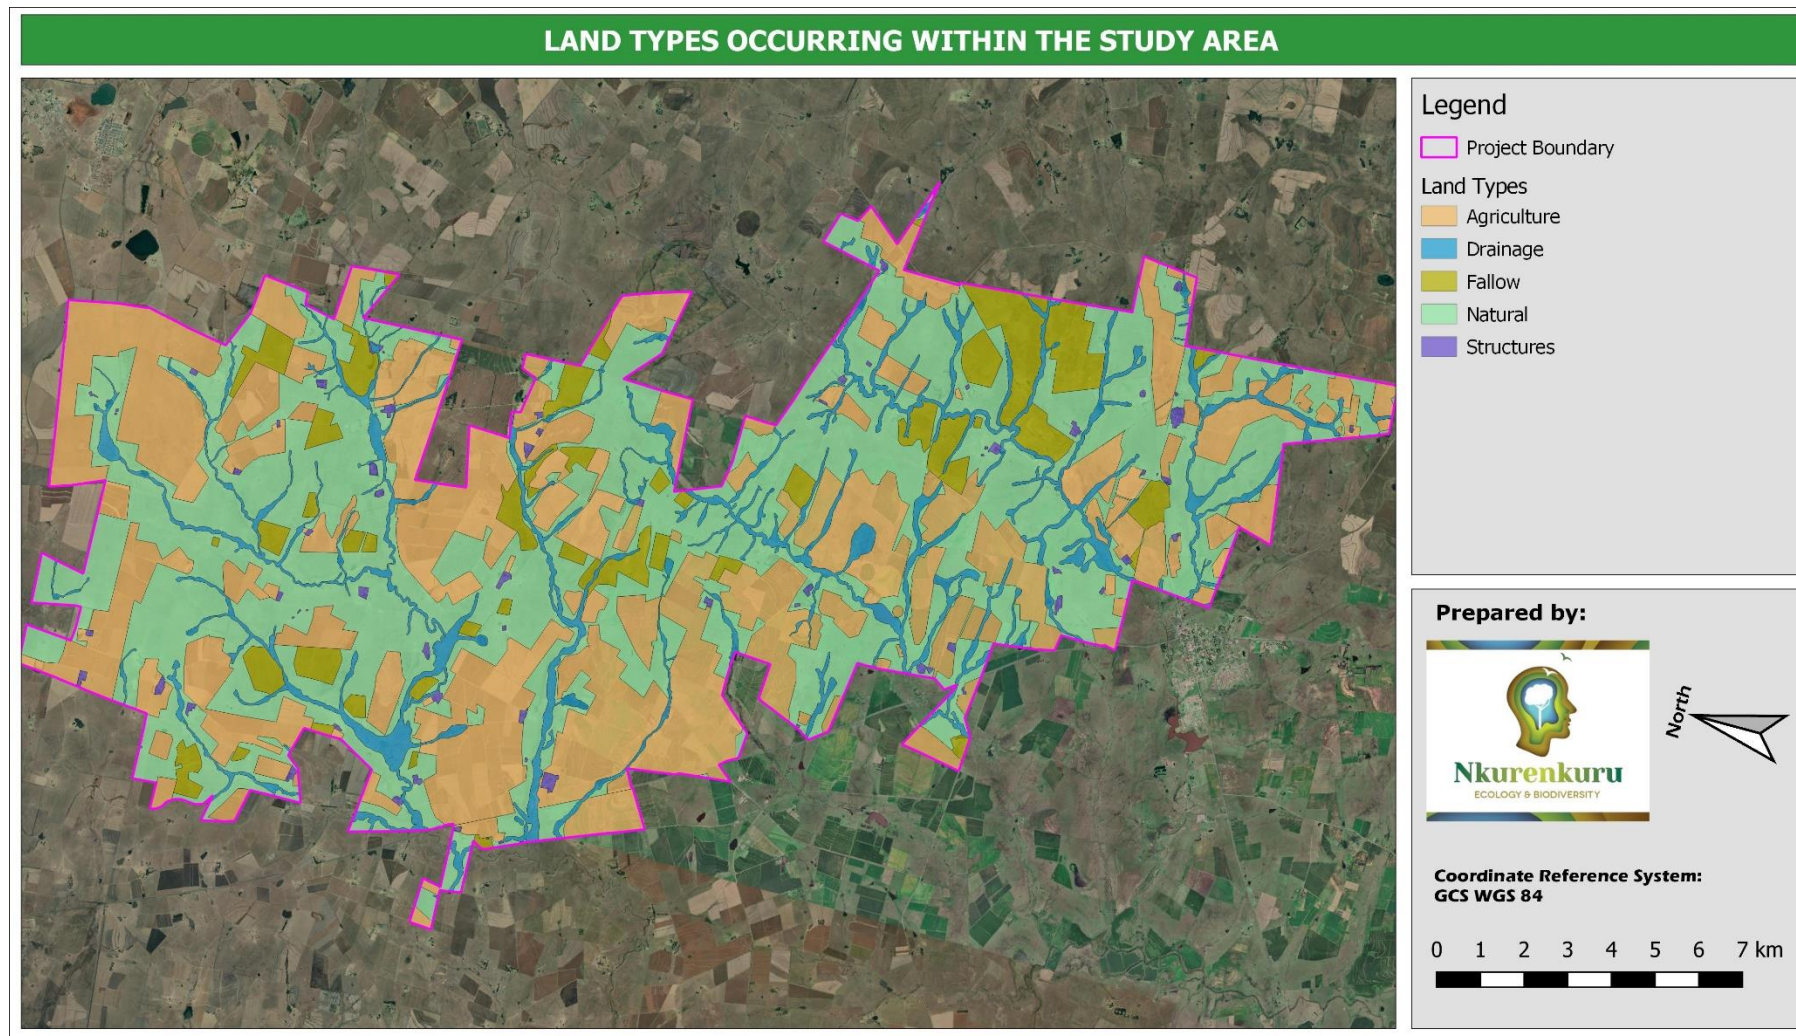 LAND TYPES OCCURRING WITHIN THE STUDY AREA
Legend
Project Boundary
Land Types
Agriculture
Drainage
Fallow
Natural
Structures
Prepared by:
Nkurenkuru
ECOLOGY & BIODIVERSITY
North
Coordinate Reference System:
GCS WGS 84
0 1 2 3 4 5 6 7 km